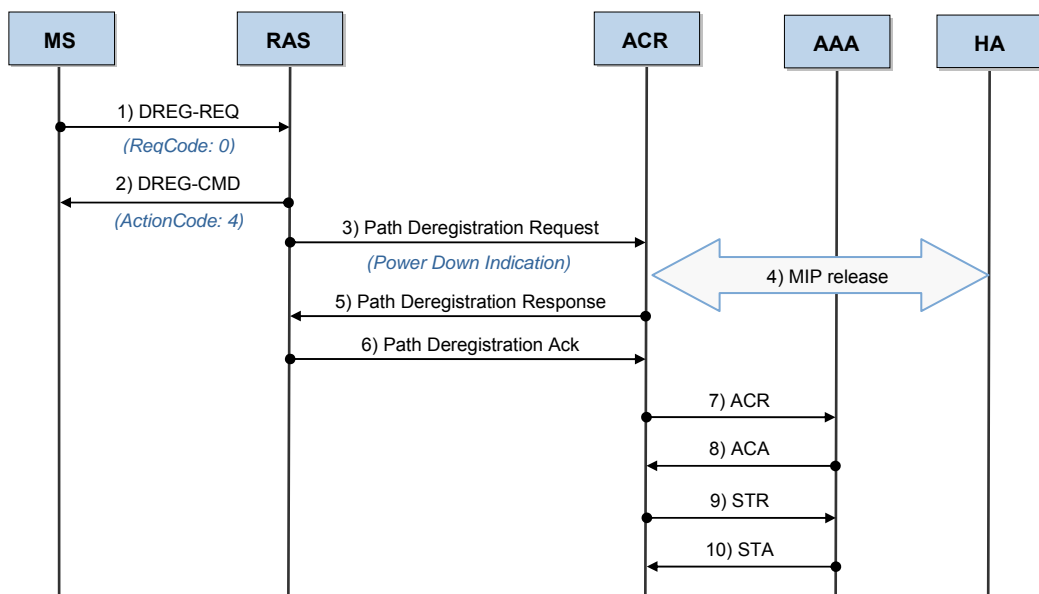 MS
RAS
ACR
AAA
HA
1) DREG-REQ
(ReqCode: 0)
2) DREG-CMD
(ActionCode: 4)
3) Path Deregistration Request
(Power Down Indication)
4) MIP release
5) Path Deregistration Response
6) Path Deregistration Ack
7) ACR
8) ACA
9) STR
10) STA